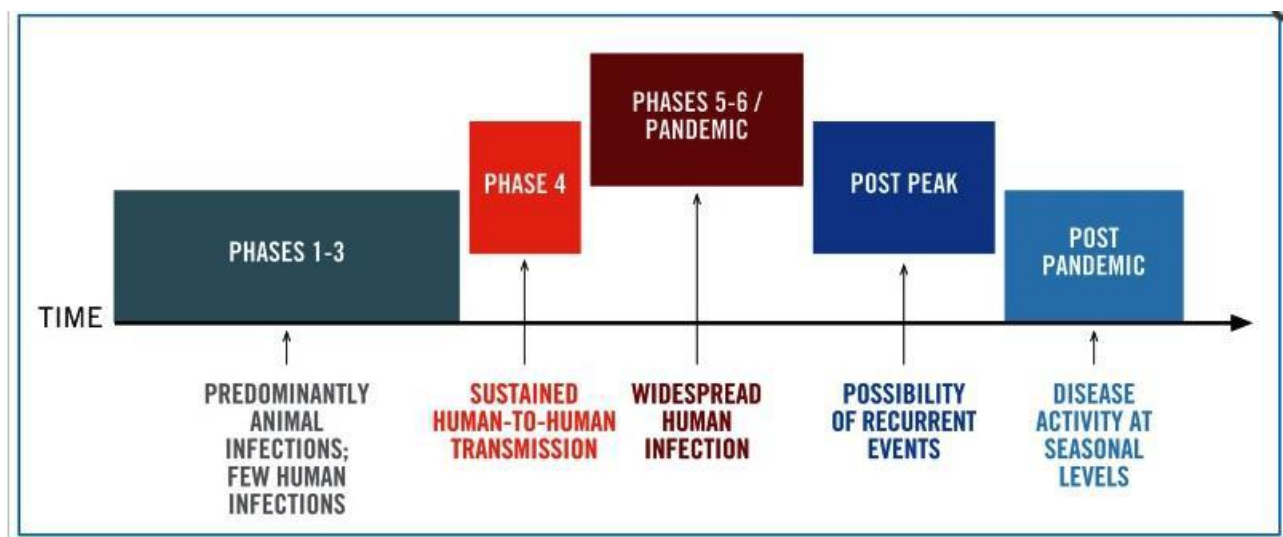 PHASES 5-6 /
PANDEMIC
PHASE 4
POST PEAK
PHASES 1-3
POST
PANDEMIC
TIME
PREDOMINANTLY
ANIMAL
INFECTIONS;
FEW HUMAN
INFECTIONS
SUSTAINED
HUMAN-TO-HUMAN
TRANSMISSION
WIDESPREAD
HUMAN
INFECTION
POSSIBILITY
OF RECURRENT
EVENTS
DISEASE
ACTIVITY AT
SEASONAL
LEVELS